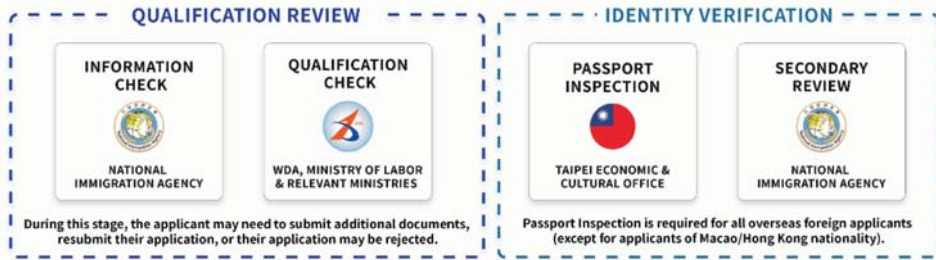 QUALIFICATION REVIEW
INFORMATION
CHECK
NATIONAL
IMMIGRATION AGENCY
QUALIFICATION
CHECK
WDA, MINISTRY OF LABOR
& RELEVANT MINISTRIES
During this stage, the applicant may need to submit additional documents,
resubmit their application, or their application may be rejected.
IDENTITY VERIFICATION
PASSPORT
INSPECTION
TAIPEI ECONOMIC &
CULTURAL OFFICE
SECONDARY
REVIEW
NATIONAL
IMMIGRATION AGENCY
Passport Inspection is required for all overseas foreign applicants
(except for applicants of Macao/Hong Kong nationality).